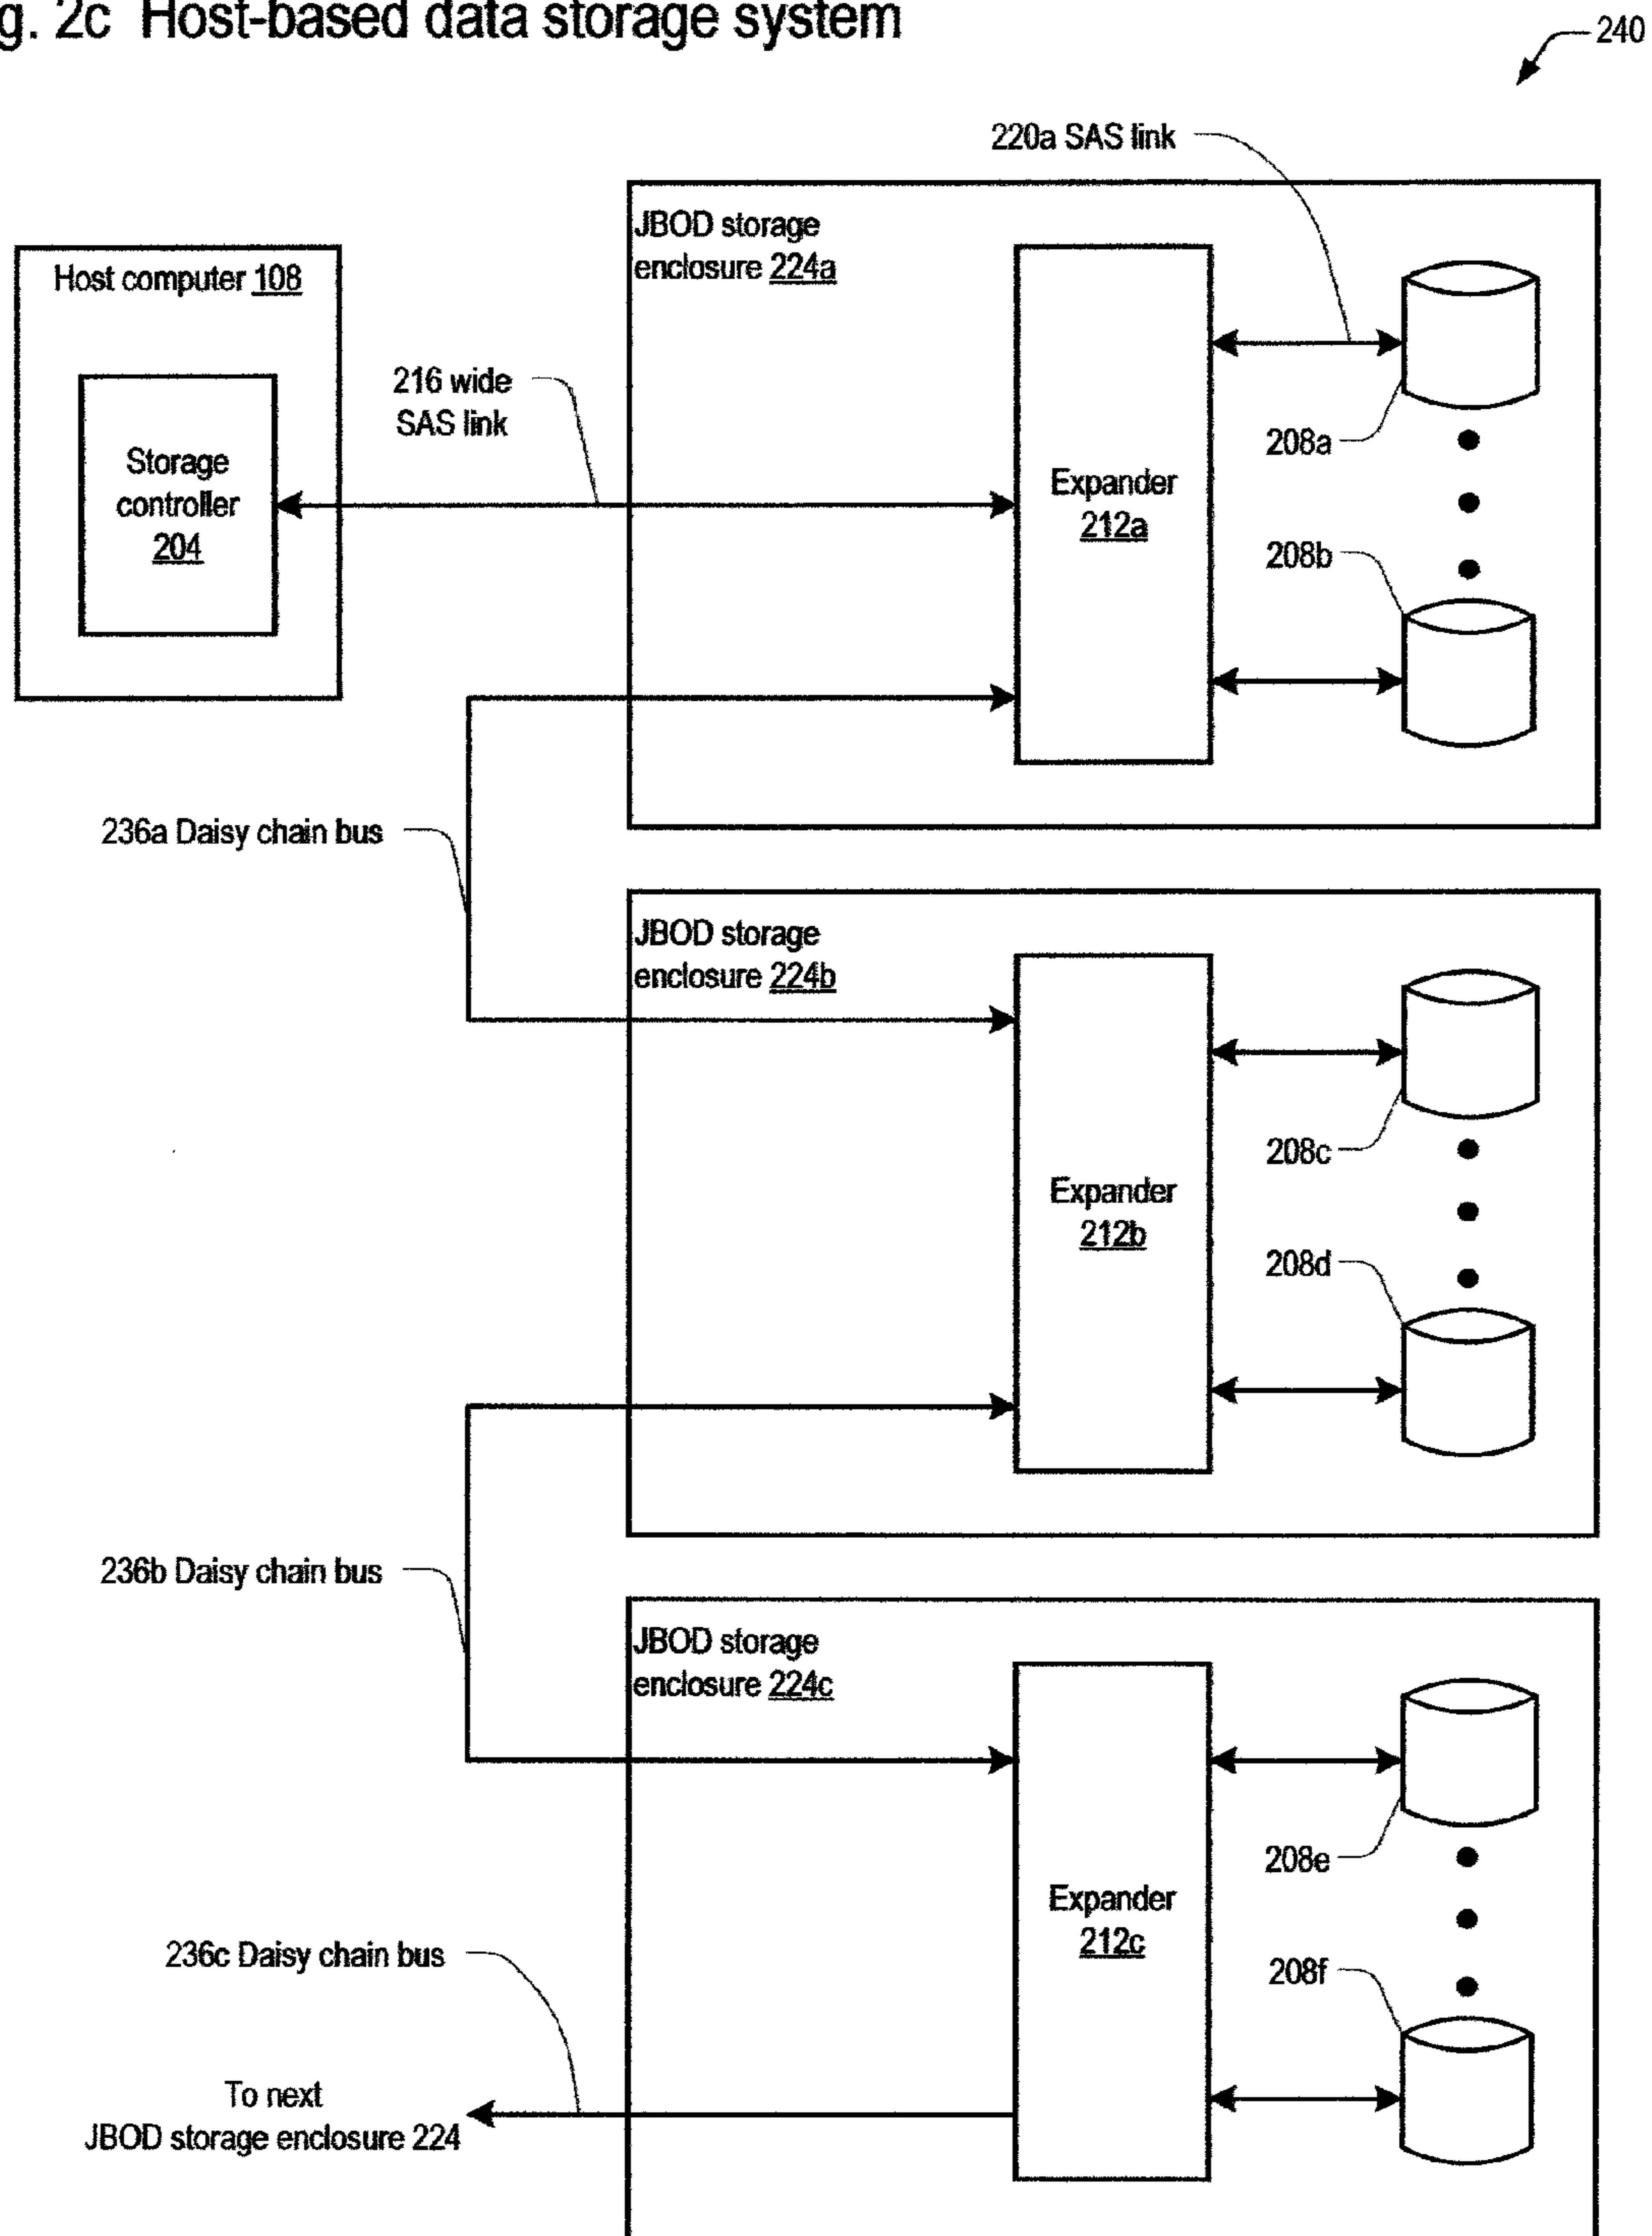 g. 2c Host-based data storage system
240
220a SAS link
JBOD storage
enclosure 224a
Host computer 108
216 wide
SAS link
Storage
controller
204
208a
Expander
212a
208b
236a Daisy chain bus
JBOD storage
enclosure 224b
208c
Expander
212b
208d
236b Daisy chain bus
JBOD storage
enclosure 224c
208e
Expander
212c
236c Daisy chain bus
208f
To next
JBOD storage enclosure 224